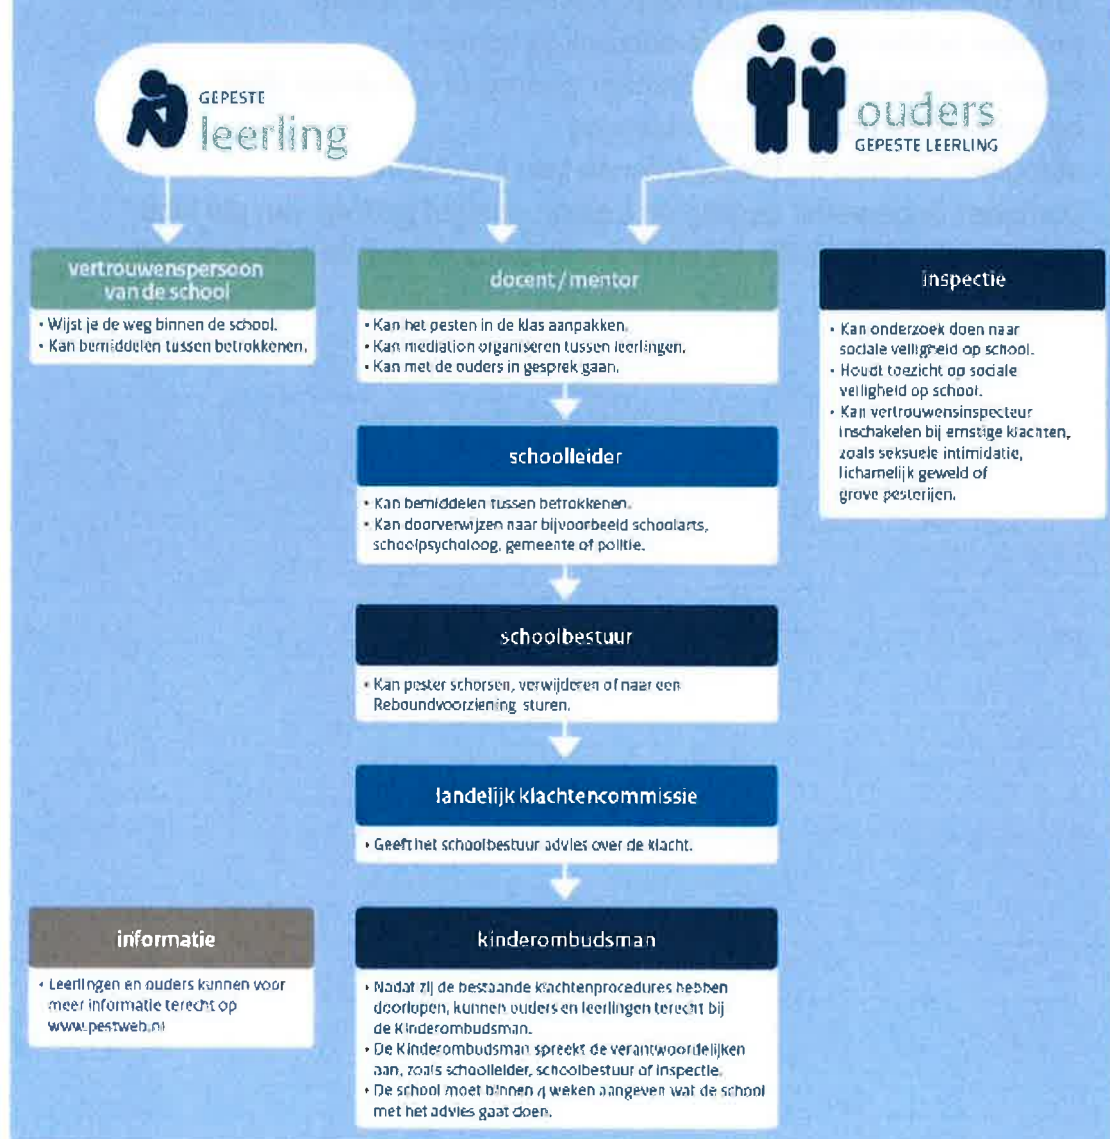 GEPESTE
leerling
ouders
GEPESTE LEERLING
vertrouwenspersoon
van de school
• Wijst je de weg binnen de school.
• Kan bemiddelen tussen betrokkenen.
docent / mentor
• Kan het pesten in de klas aanpakken.
• Kan mediation organiseren tussen leerlingen.
• Kan met de ouders in gesprek gaan.
inspectie
• Kan onderzoek doen naar
sociale veiligheid op school.
• Houdt toezicht op sociale
veiligheid op school.
• Kan vertrouwensinspecteur
inschakelen bij ernstige klachten,
zoals seksuele intimidatie,
lichamelijk geweld of
grove pesterijen.
schoolleider
• Kan bemiddelen tussen betrokkenen.
• Kan doorverwijzen naar bijvoorbeeld schoolarts,
schoolpsycholoog, gemeente of politie.
schoolbestuur
• Kan pester schorsen, verwijderen of naar een
Reboundvoorziening sturen.
landelijk klachtencommissie
• Geeft het schoolbestuur advies over de klacht.
informatie
• Leerlingen en ouders kunnen voor
meer informatie terecht op
www.pestweb.nl
kinderombudsman
• Nadat zij de bestaande klachtenprocedures hebben
doorlopen, kunnen ouders en leerlingen terecht bij
de Kinderombudsman.
• De Kinderombudsman spreekt de verantwoordelijken
aan, zoals schoolleider, schoolbestuur of inspectie.
• De school moet binnen 4 weken aangeven wat de school
met het advies gaat doen.